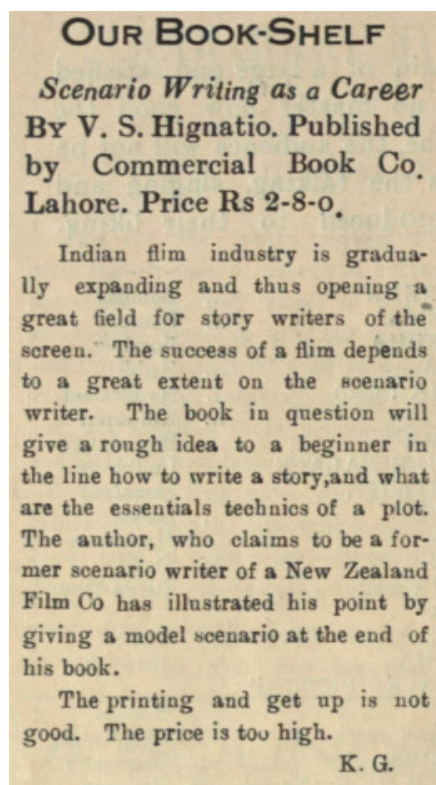 OUR BOOK-SHELF
Scenario Writing as a Career
BY V. S. Hignatio. Published
by Commercial Book Co.
Lahore. Price Rs 2-8-0.
Indian flim industry is gradua-
lly expanding and thus opening a
great field for story writers of the
screen. The success of a flim depends
to a great extent on the scenario
writer. The book in question will
give a rough idea to a beginner in
the line how to write a story,and what
are the essentials technics of a plot.
The author, who claims to be a for-
mer scenario writer of a New Zealand
Film Co has illustrated his point by
giving a model scenario at the end of
his book.
The printing and get up is not
good. The price is too high.
K. G.